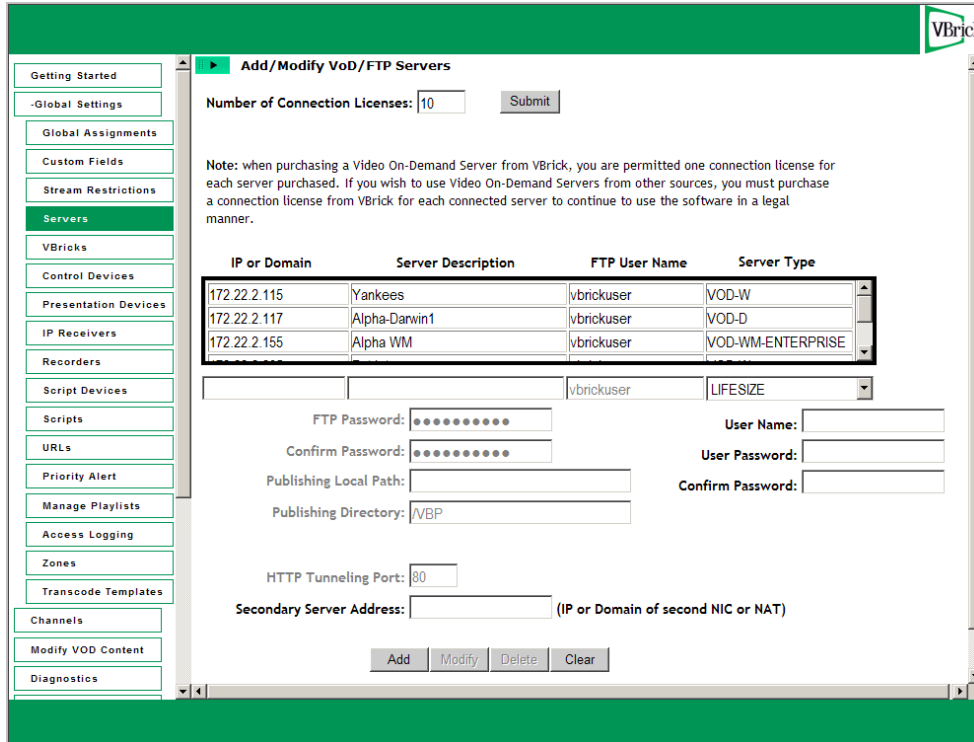 VBric
Getting Started
-Global Settings
Global Assignments
Custom Fields
Stream Restrictions
Servers
VBricks
Control Devices
Presentation Devices
IP Receivers
Recorders
Script Devices
Scripts
URLs
Priority Alert
Manage Playlists
Access Logging
Zones
Transcode Templates
Channels
Modify VOD Content
Diagnostics
Add/Modify VoD/FTP Servers
Number of Connection Licenses: 10 Submit
Note: when purchasing a Video On-Demand Server from VBrick, you are permitted one connection license for
each server purchased. If you wish to use Video On-Demand Servers from other sources, you must purchase
a connection license from VBrick for each connected server to continue to use the software in a legal
manner.
IP or Domain Server Description FTP User Name Server Type
172.22.2.115 Yankees vbrickuser VOD-W
172.22.2.117 Alpha-Darwin1 vbrickuser VOD-D
172.22.2.155 Alpha WM vbrickuser VOD-WM-ENTERPRISE
vbrickuser LIFESIZE
FTP Password: ●●●●●●●●●● User Name:
Confirm Password: ●●●●●●●●●● User Password:
Publishing Local Path: Confirm Password:
Publishing Directory: /VBP
HTTP Tunneling Port: 80
Secondary Server Address: (IP or Domain of second NIC or NAT)
Add Modify Delete Clear